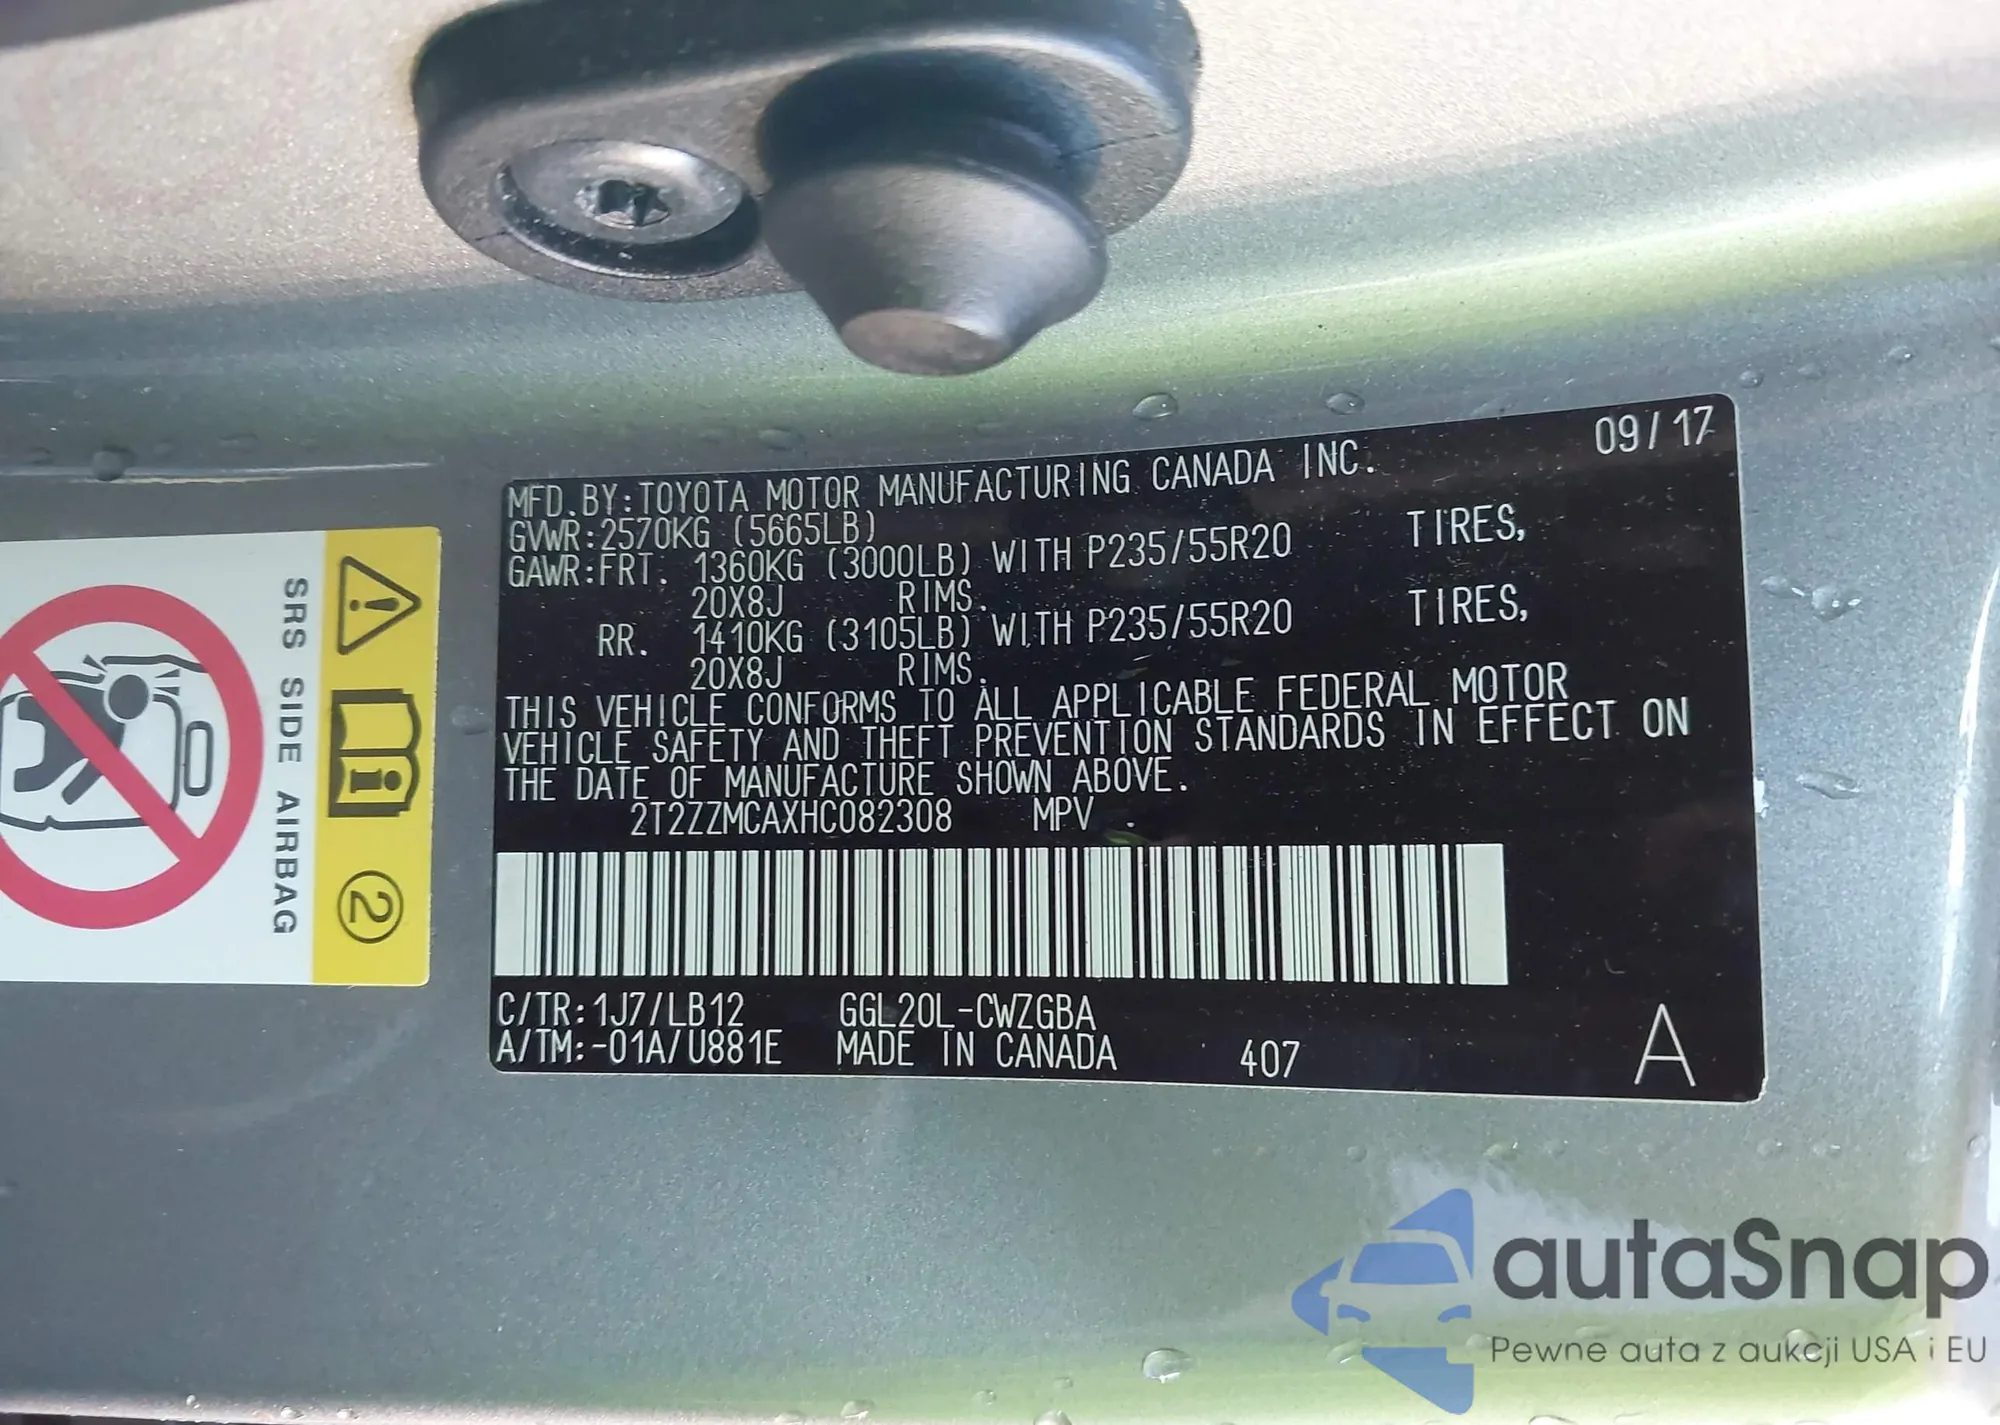 09/17
MFD.BY:TOYOTA MOTOR MANUFACTURING CANADA INC.
GVWR:2570KG (5665LB)
GAWR:FRT. 1360KG (3000LB) WITH P235/55R20 TIRES,
20X8J RIMS.
RR. 1410KG (3105LB) WITH P235/55R20 TIRES,
20X8J RIMS.
THIS VEHICLE CONFORMS TO ALL APPLICABLE FEDERAL MOTOR
VEHICLE SAFETY AND THEFT PREVENTION STANDARDS IN EFFECT ON
THE DATE OF MANUFACTURE SHOWN ABOVE.
2T2ZZMCAXHC082308 MPV
C/TR:1J7/LB12 GGL20L-CWZGBA
A/TM:-01A/U881E MADE IN CANADA 407 A
SRS SIDE AIRBAG
2
autaSnap
Pewne auta z aukcji USA i EU